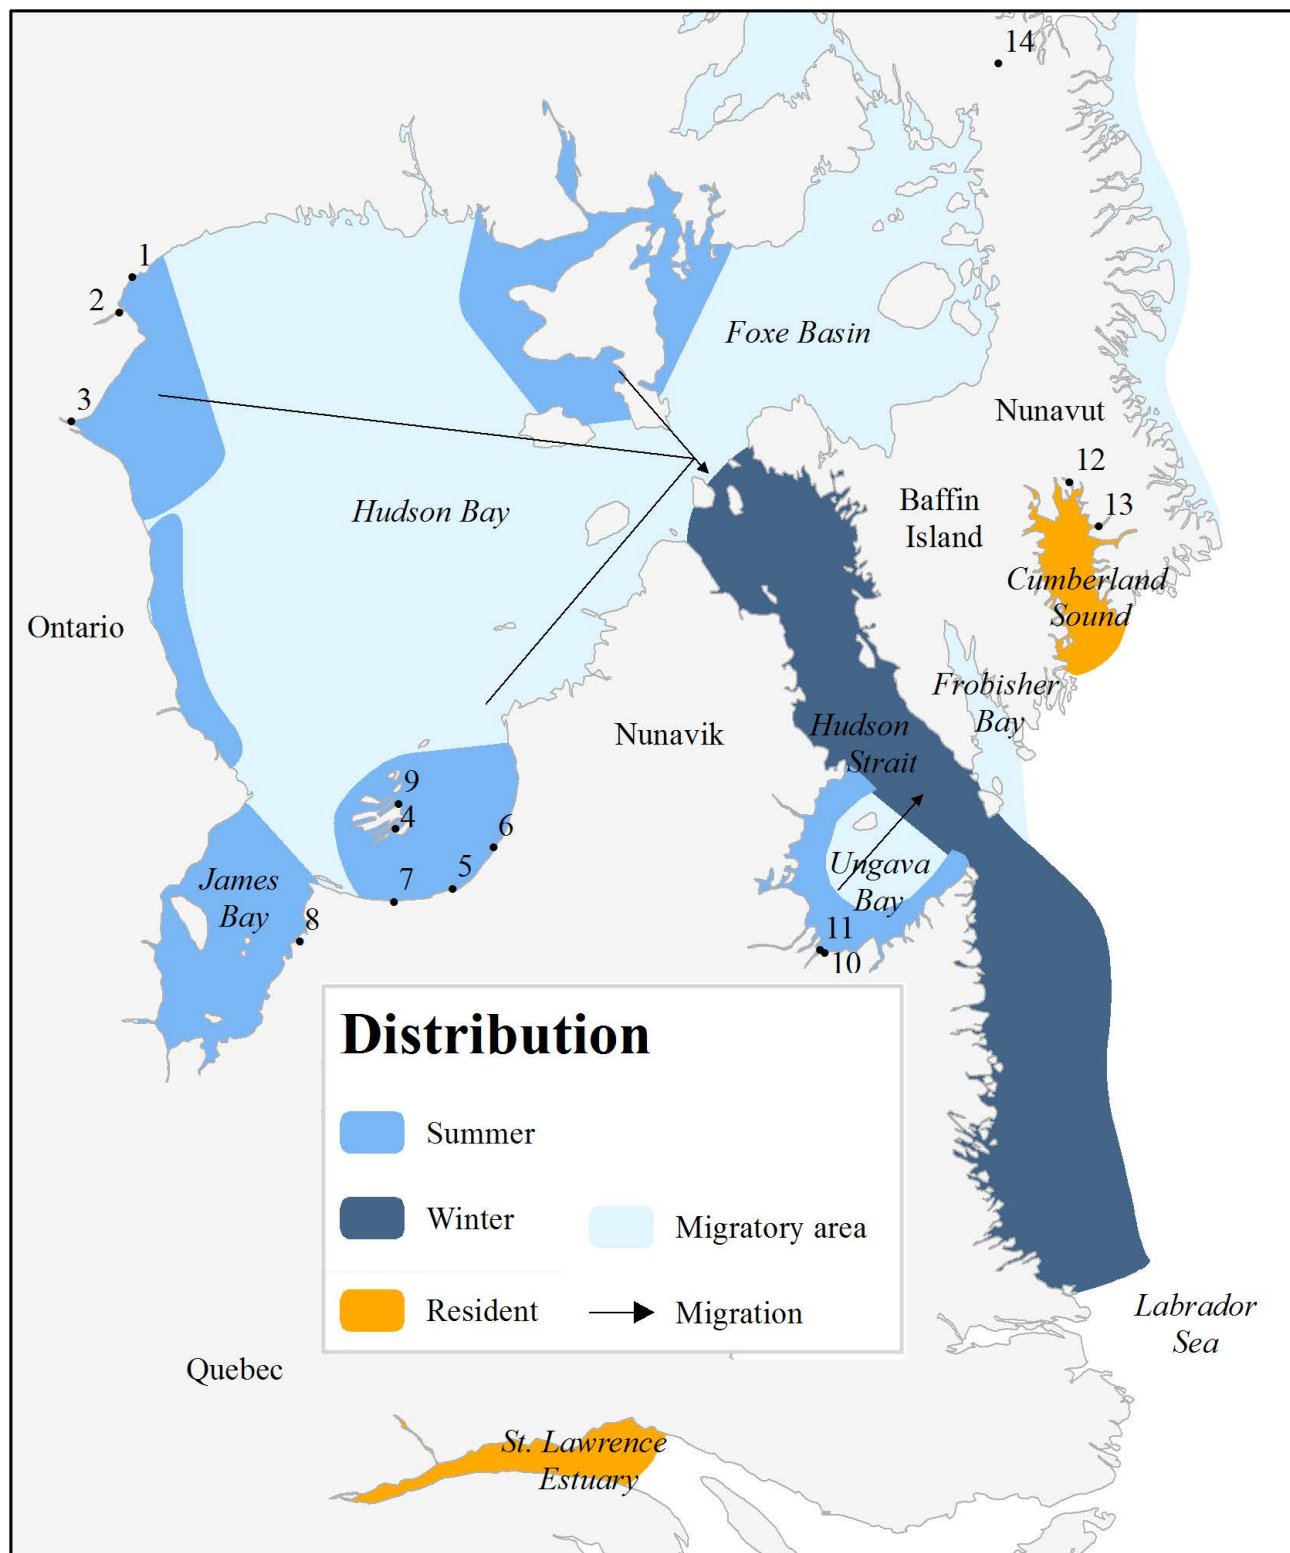 14
1
2
Foxe Basin
3
Nunavut
12
Baffin
Island
13
Hudson Bay
Cumberland
Sound
Ontario
Frobisher
Bay
Nunavik
Hudson
Strait
9
4
6
5
7
James
Bay
8
Ungava
Bay
11
10
Distribution
Summer
Winter
Migratory area
Resident
Migration
Labrador
Sea
Quebec
St. Lawrence
Estuary